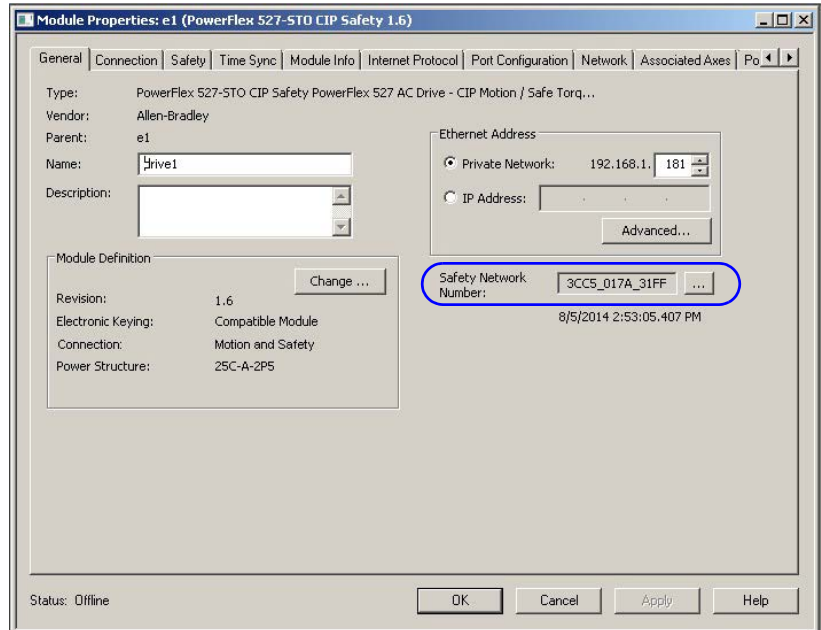 Module Properties: e1 (PowerFlex 527-STO CIP Safety 1.6)
General Connection Safety Time Sync Module Info Internet Protocol Port Configuration Network Associated Axes Po
Type: PowerFlex 527-STO CIP Safety PowerFlex 527 AC Drive - CIP Motion / Safe Torq...
Vendor: Allen-Bradley
Parent: e1
Name: drive1
Description:
Ethernet Address
Private Network: 192.168.1. 181
IP Address: . . .
Advanced...
Module Definition
Change ...
Revision: 1.6
Electronic Keying: Compatible Module
Connection: Motion and Safety
Power Structure: 25C-A-2P5
Safety Network Number: 3CC5_017A_31FF ...
8/5/2014 2:53:05.407 PM
Status: Offline
OK Cancel Apply Help